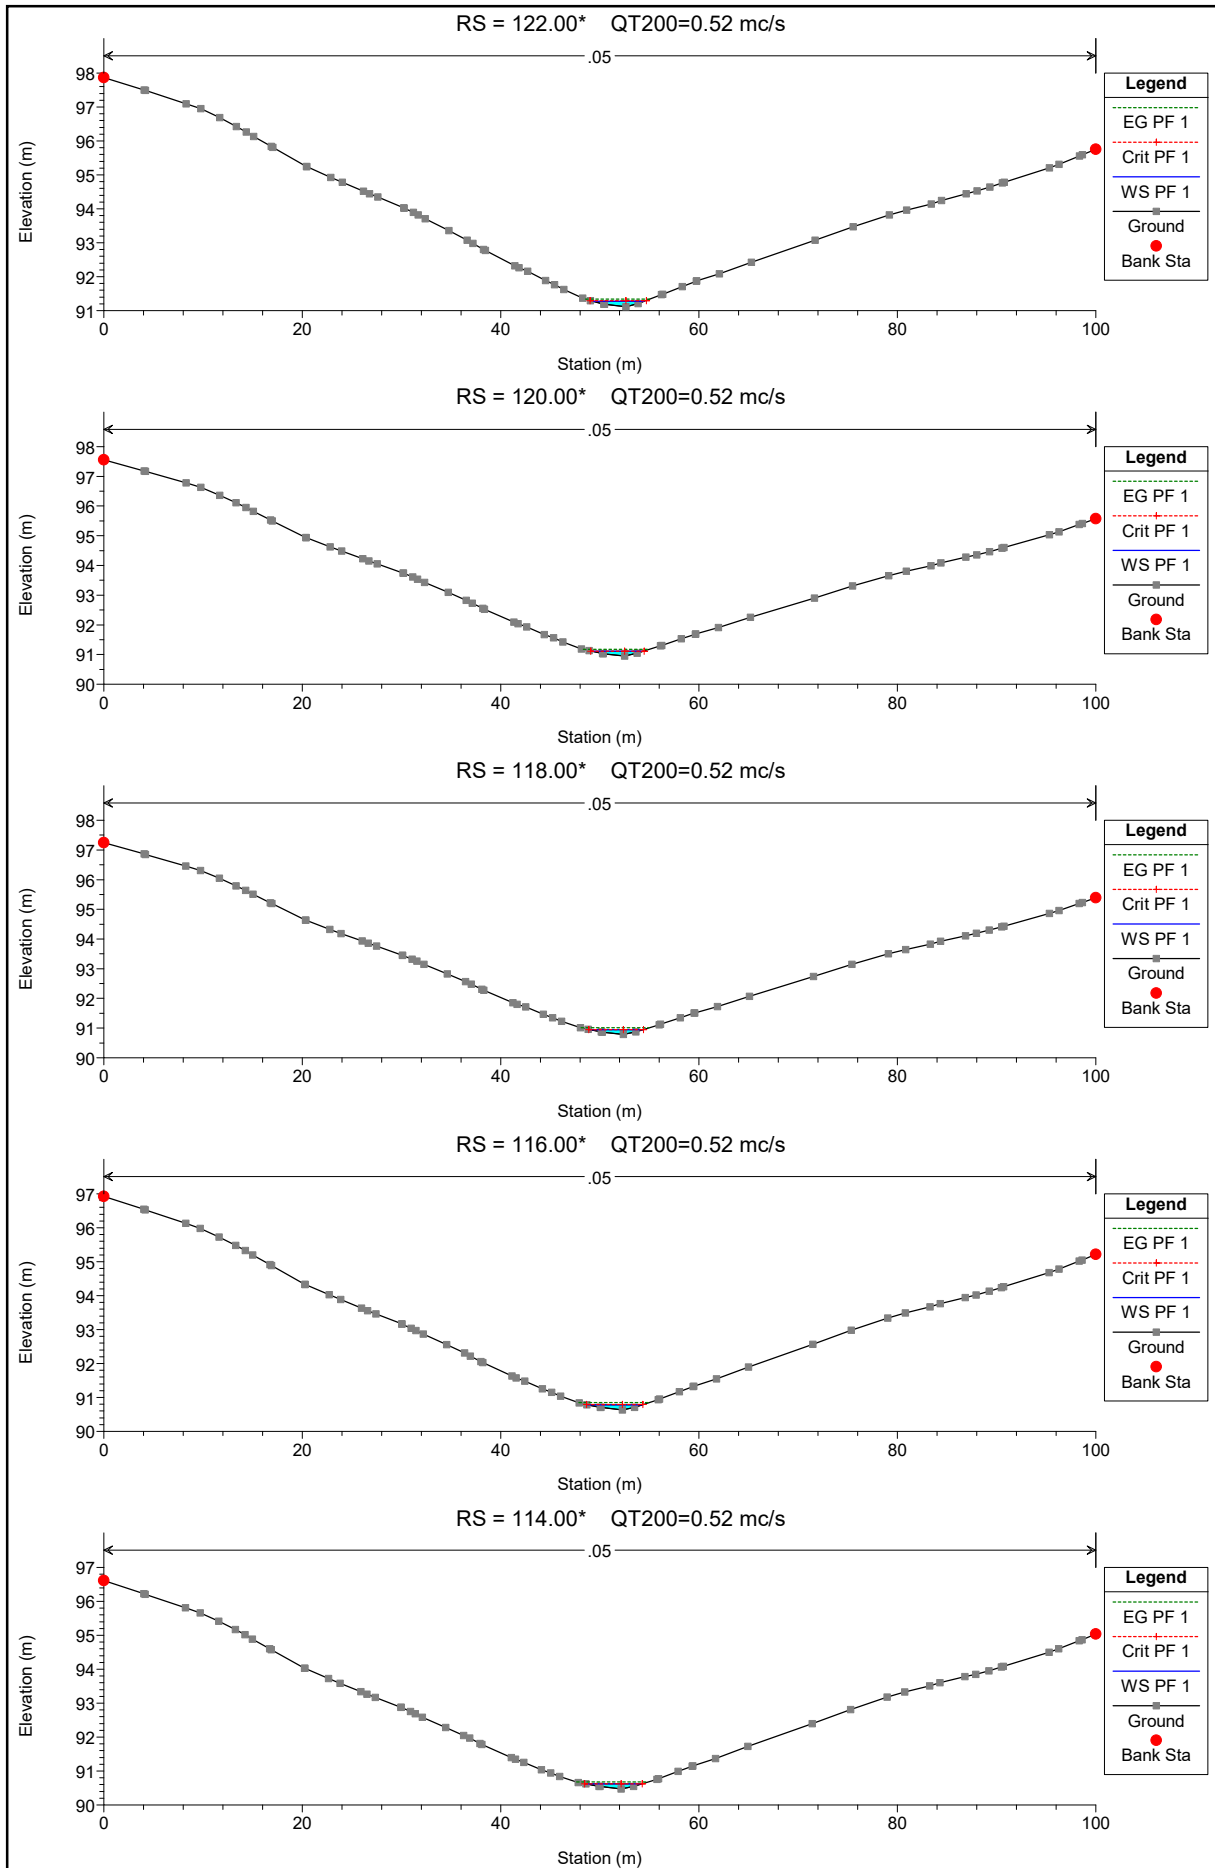 RS = 122.00* QT200=0.52 mc/s
.05
98
97
96
95
94
93
92
91
Elevation (m)
0 20 40 60 80 100
Station (m)
Legend
EG PF 1
Crit PF 1
WS PF 1
Ground
Bank Sta
RS = 120.00* QT200=0.52 mc/s
.05
98
97
96
95
94
93
92
91
90
Elevation (m)
0 20 40 60 80 100
Station (m)
Legend
EG PF 1
Crit PF 1
WS PF 1
Ground
Bank Sta
RS = 118.00* QT200=0.52 mc/s
.05
98
97
96
95
94
93
92
91
90
Elevation (m)
0 20 40 60 80 100
Station (m)
Legend
EG PF 1
Crit PF 1
WS PF 1
Ground
Bank Sta
RS = 116.00* QT200=0.52 mc/s
.05
97
96
95
94
93
92
91
90
Elevation (m)
0 20 40 60 80 100
Station (m)
Legend
EG PF 1
Crit PF 1
WS PF 1
Ground
Bank Sta
RS = 114.00* QT200=0.52 mc/s
.05
97
96
95
94
93
92
91
90
Elevation (m)
0 20 40 60 80 100
Station (m)
Legend
EG PF 1
Crit PF 1
WS PF 1
Ground
Bank Sta